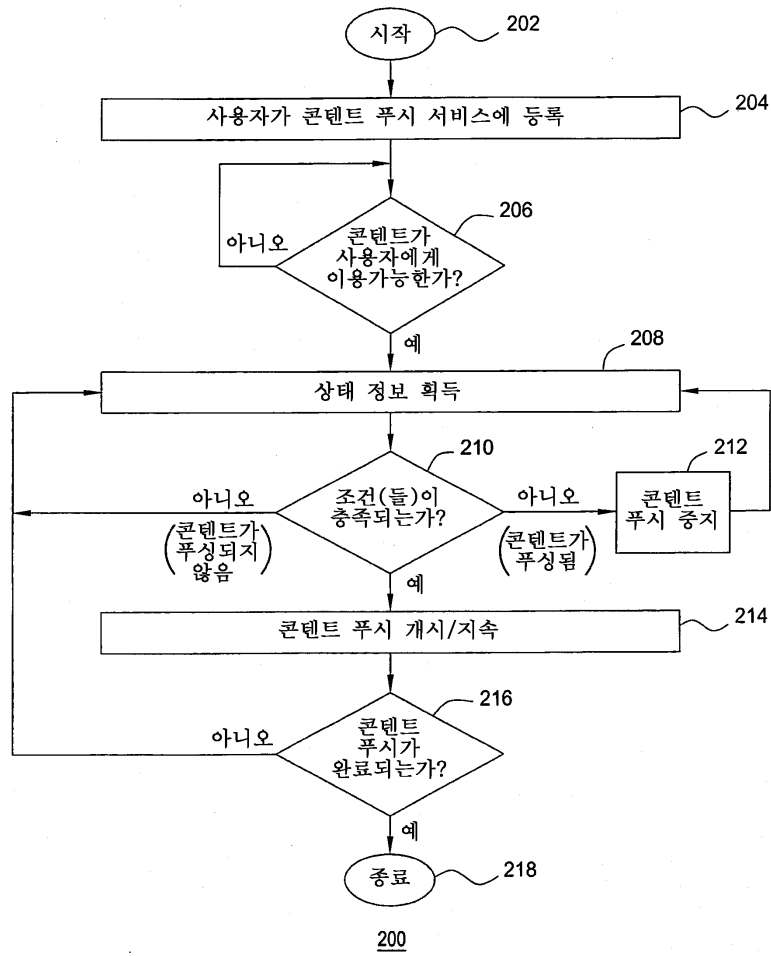 시작
202
사용자가 콘텐트 푸시 서비스에 등록
204
206
콘텐트가
사용자에게
이용가능한가?
아니오
예
208
상태 정보 획득
210
조건(들)이
충족되는가?
아니오
(콘텐트가
푸싱되지
않음)
아니오
(콘텐트가
푸싱됨)
212
콘텐트
푸시 중지
예
콘텐트 푸시 개시/지속
214
216
콘텐트
푸시가
완료되는가?
아니오
예
종료
218
200